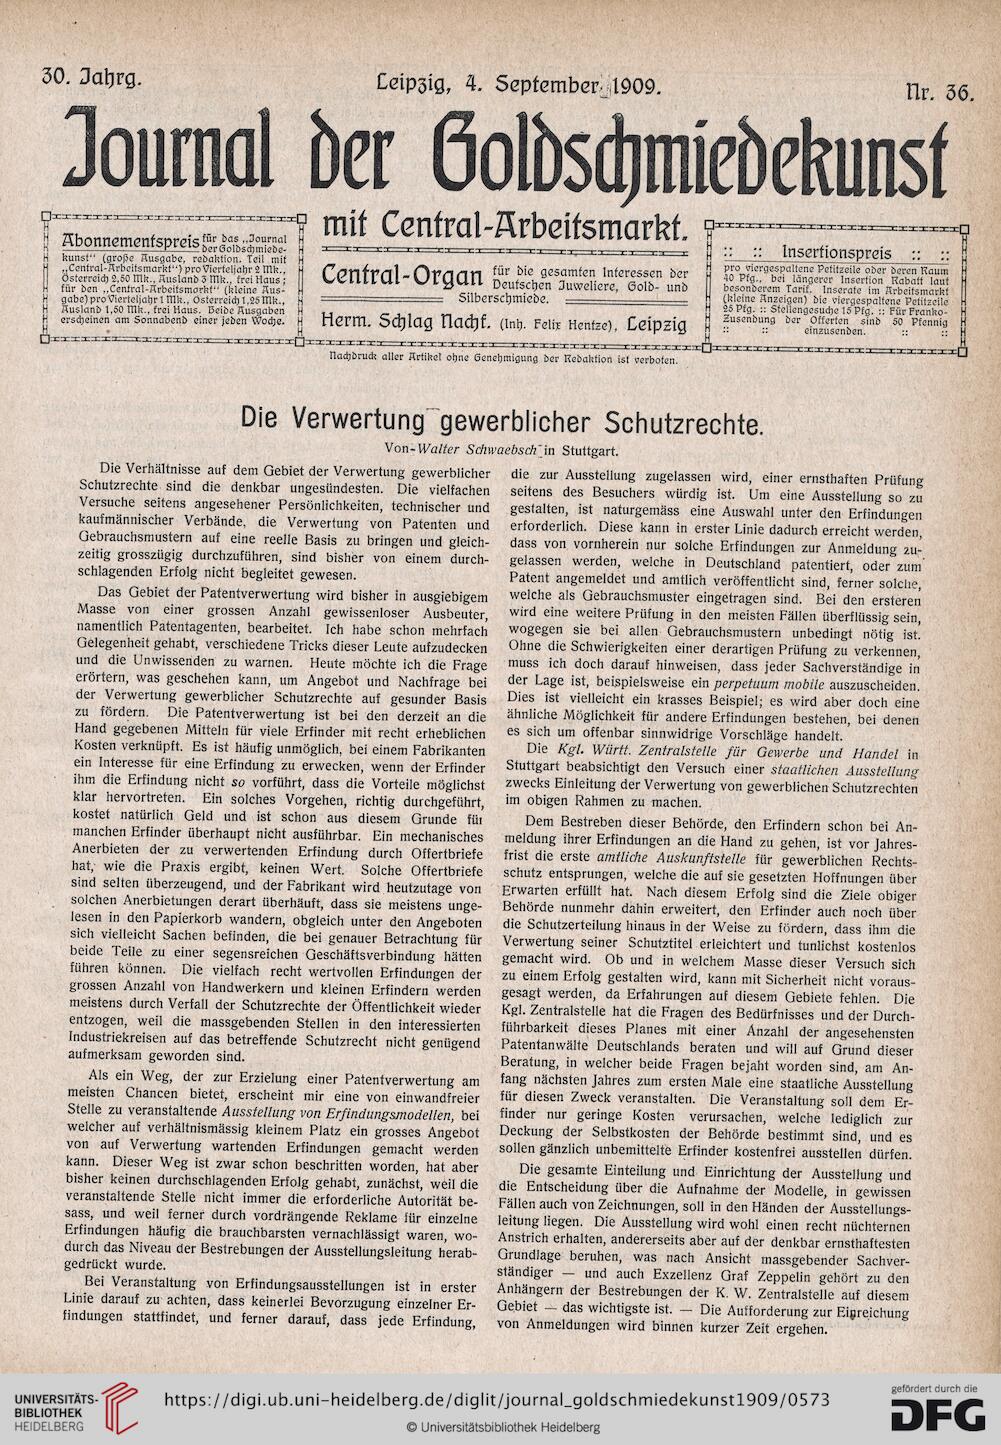 30. Jahrg.
Leipzig, 4. September 1909.
Nr. 36.
Journal der Goldschmiedekunst
mit Central-Arbeitsmarkt.
Abonnementspreis für das „Journal
der Goldschmiede-
kunst“ (große Ausgabe, redaktion. Teil mit
„Central-Arbeitsmarkt“) pro Vierteljahr 2 Mk.,
Österreich 2,50 Mk., Ausland 3 Mk., frei Haus;
für den „Central-Arbeitsmarkt“ (kleine Aus-
gabe) pro Vierteljahr 1 Mk., Österreich 1,25 Mk.,
Ausland 1,50 Mk., frei Haus. Beide Ausgaben
erscheinen am Sonnabend einer jeden Woche.
Central-Organ für die gesamten Interessen der
Deutschen Juweliere, Gold- und
Silberschmiede.
Herm. Schlag Nachf. (Inh. Felix Hentze), Leipzig
:: :: Insertionspreis :: ::
pro viergespaltene Petitzeile oder deren Raum
40 Pfg., bei längerer Insertion Rabatt laut
besonderem Tarif. Inserate im Arbeitsmarkt
(kleine Anzeigen) die viergespaltene Petitzeile
25 Pfg. :: Stellengesuche 15 Pfg. :: Für Franko-
Zusendung der Offerten sind 50 Pfennig
:: :: einzusenden. :: ::
Nachdruck aller Artikel ohne Genehmigung der Redaktion ist verboten.
Die Verwertung gewerblicher Schutzrechte.
Von Walter Schwaebsch in Stuttgart.
Die Verhältnisse auf dem Gebiet der Verwertung gewerblicher
Schutzrechte sind die denkbar ungesündesten. Die vielfachen
Versuche seitens angesehener Persönlichkeiten, technischer und
kaufmännischer Verbände, die Verwertung von Patenten und
Gebrauchsmustern auf eine reelle Basis zu bringen und gleich-
zeitig grosszügig durchzuführen, sind bisher von einem durch-
schlagenden Erfolg nicht begleitet gewesen.
Das Gebiet der Patentverwertung wird bisher in ausgiebigem
Masse von einer grossen Anzahl gewissenloser Ausbeuter,
namentlich Patentagenten, bearbeitet. Ich habe schon mehrfach
Gelegenheit gehabt, verschiedene Tricks dieser Leute aufzudecken
und die Unwissenden zu warnen. Heute möchte ich die Frage
erörtern, was geschehen kann, um Angebot und Nachfrage bei
der Verwertung gewerblicher Schutzrechte auf gesunder Basis
zu fördern. Die Patentverwertung ist bei den derzeit an die
Hand gegebenen Mitteln für viele Erfinder mit recht erheblichen
Kosten verknüpft. Es ist häufig unmöglich, bei einem Fabrikanten
ein Interesse für eine Erfindung zu erwecken, wenn der Erfinder
ihm die Erfindung nicht so vorführt, dass die Vorteile möglichst
klar hervortreten. Ein solches Vorgehen, richtig durchgeführt,
kostet natürlich Geld und ist schon aus diesem Grunde für
manchen Erfinder überhaupt nicht ausführbar. Ein mechanisches
Anerbieten der zu verwertenden Erfindung durch Offertbriefe
hat, wie die Praxis ergibt, keinen Wert. Solche Offertbriefe
sind selten überzeugend, und der Fabrikant wird heutzutage von
solchen Anerbietungen derart überhäuft, dass sie meistens unge-
lesen in den Papierkorb wandern, obgleich unter den Angeboten
sich vielleicht Sachen befinden, die bei genauer Betrachtung für
beide Teile zu einer segensreichen Geschäftsverbindung hätten
führen können. Die vielfach recht wertvollen Erfindungen der
grossen Anzahl von Handwerkern und kleinen Erfindern werden
meistens durch Verfall der Schutzrechte der Öffentlichkeit wieder
entzogen, weil die massgebenden Stellen in den interessierten
Industriekreisen auf das betreffende Schutzrecht nicht genügend
aufmerksam geworden sind.
Als ein Weg, der zur Erzielung einer Patentverwertung am
meisten Chancen bietet, erscheint mir eine von einwandfreier
Stelle zu veranstaltende Ausstellung von Erfindungsmodellen, bei
welcher auf verhältnismässig kleinem Platz ein grosses Angebot
von auf Verwertung wartenden Erfindungen gemacht werden
kann. Dieser Weg ist zwar schon beschritten worden, hat aber
bisher keinen durchschlagenden Erfolg gehabt, zunächst, weil die
veranstaltende Stelle nicht immer die erforderliche Autorität be-
sass, und weil ferner durch vordrängende Reklame für einzelne
Erfindungen häufig die brauchbarsten vernachlässigt waren, wo-
durch das Niveau der Bestrebungen der Ausstellungsleitung herab-
gedrückt wurde.
Bei Veranstaltung von Erfindungsausstellungen ist in erster
Linie darauf zu achten, dass keinerlei Bevorzugung einzelner Er-
findungen stattfindet, und ferner darauf, dass jede Erfindung,
die zur Ausstellung zugelassen wird, einer ernsthaften Prüfung
seitens des Besuchers würdig ist. Um eine Ausstellung so zu
gestalten, ist naturgemäss eine Auswahl unter den Erfindungen
erforderlich. Diese kann in erster Linie dadurch erreicht werden,
dass von vornherein nur solche Erfindungen zur Anmeldung zu-
gelassen werden, welche in Deutschland patentiert, oder zum
Patent angemeldet und amtlich veröffentlicht sind, ferner solche,
welche als Gebrauchsmuster eingetragen sind. Bei den ersteren
wird eine weitere Prüfung in den meisten Fällen überflüssig sein,
wogegen sie bei allen Gebrauchsmustern unbedingt nötig ist.
Ohne die Schwierigkeiten einer derartigen Prüfung zu verkennen,
muss ich doch darauf hinweisen, dass jeder Sachverständige in
der Lage ist, beispielsweise ein perpetuum mobile auszuscheiden.
Dies ist vielleicht ein krasses Beispiel; es wird aber doch eine
ähnliche Möglichkeit für andere Erfindungen bestehen, bei denen
es sich um offenbar sinnwidrige Vorschläge handelt.
Die Kgl. Württ. Zentralstelle für Gewerbe und Handel in
Stuttgart beabsichtigt den Versuch einer staatlichen Ausstellung
zwecks Einleitung der Verwertung von gewerblichen Schutzrechten
im obigen Rahmen zu machen.
Dem Bestreben dieser Behörde, den Erfindern schon bei An-
meldung ihrer Erfindungen an die Hand zu gehen, ist vor Jahres-
frist die erste amtliche Auskunftstelle für gewerblichen Rechts-
schutz entsprungen, welche die auf sie gesetzten Hoffnungen über
Erwarten erfüllt hat. Nach diesem Erfolg sind die Ziele obiger
Behörde nunmehr dahin erweitert, den Erfinder auch noch über
die Schutzerteilung hinaus in der Weise zu fördern, dass ihm die
Verwertung seiner Schutztitel erleichtert und tunlichst kostenlos
gemacht wird. Ob und in welchem Masse dieser Versuch sich
zu einem Erfolg gestalten wird, kann mit Sicherheit nicht voraus-
gesagt werden, da Erfahrungen auf diesem Gebiete fehlen. Die
Kgl. Zentralstelle hat die Fragen des Bedürfnisses und der Durch-
führbarkeit dieses Planes mit einer Anzahl der angesehensten
Patentanwälte Deutschlands beraten und will auf Grund dieser
Beratung, in welcher beide Fragen bejaht worden sind, am An-
fang nächsten Jahres zum ersten Male eine staatliche Ausstellung
für diesen Zweck veranstalten. Die Veranstaltung soll dem Er-
finder nur geringe Kosten verursachen, welche lediglich zur
Deckung der Selbstkosten der Behörde bestimmt sind, und es
sollen gänzlich unbemittelte Erfinder kostenfrei ausstellen dürfen.
Die gesamte Einteilung und Einrichtung der Ausstellung und
die Entscheidung über die Aufnahme der Modelle, in gewissen
Fällen auch von Zeichnungen, soll in den Händen der Ausstellungs-
leitung liegen. Die Ausstellung wird wohl einen recht nüchternen
Anstrich erhalten, andererseits aber auf der denkbar ernsthaftesten
Grundlage beruhen, was nach Ansicht massgebender Sachver-
ständiger — und auch Exzellenz Graf Zeppelin gehört zu den
Anhängern der Bestrebungen der K. W. Zentralstelle auf diesem
Gebiet — das wichtigste ist. — Die Aufforderung zur Einreichung
von Anmeldungen wird binnen kurzer Zeit ergehen.
UNIVERSITÄTS-
BIBLIOTHEK
HEIDELBERG
https://digi.ub.uni-heidelberg.de/diglit/journal_goldschmiedekunst1909/0573
© Universitätsbibliothek Heidelberg
gefördert durch die
DFG